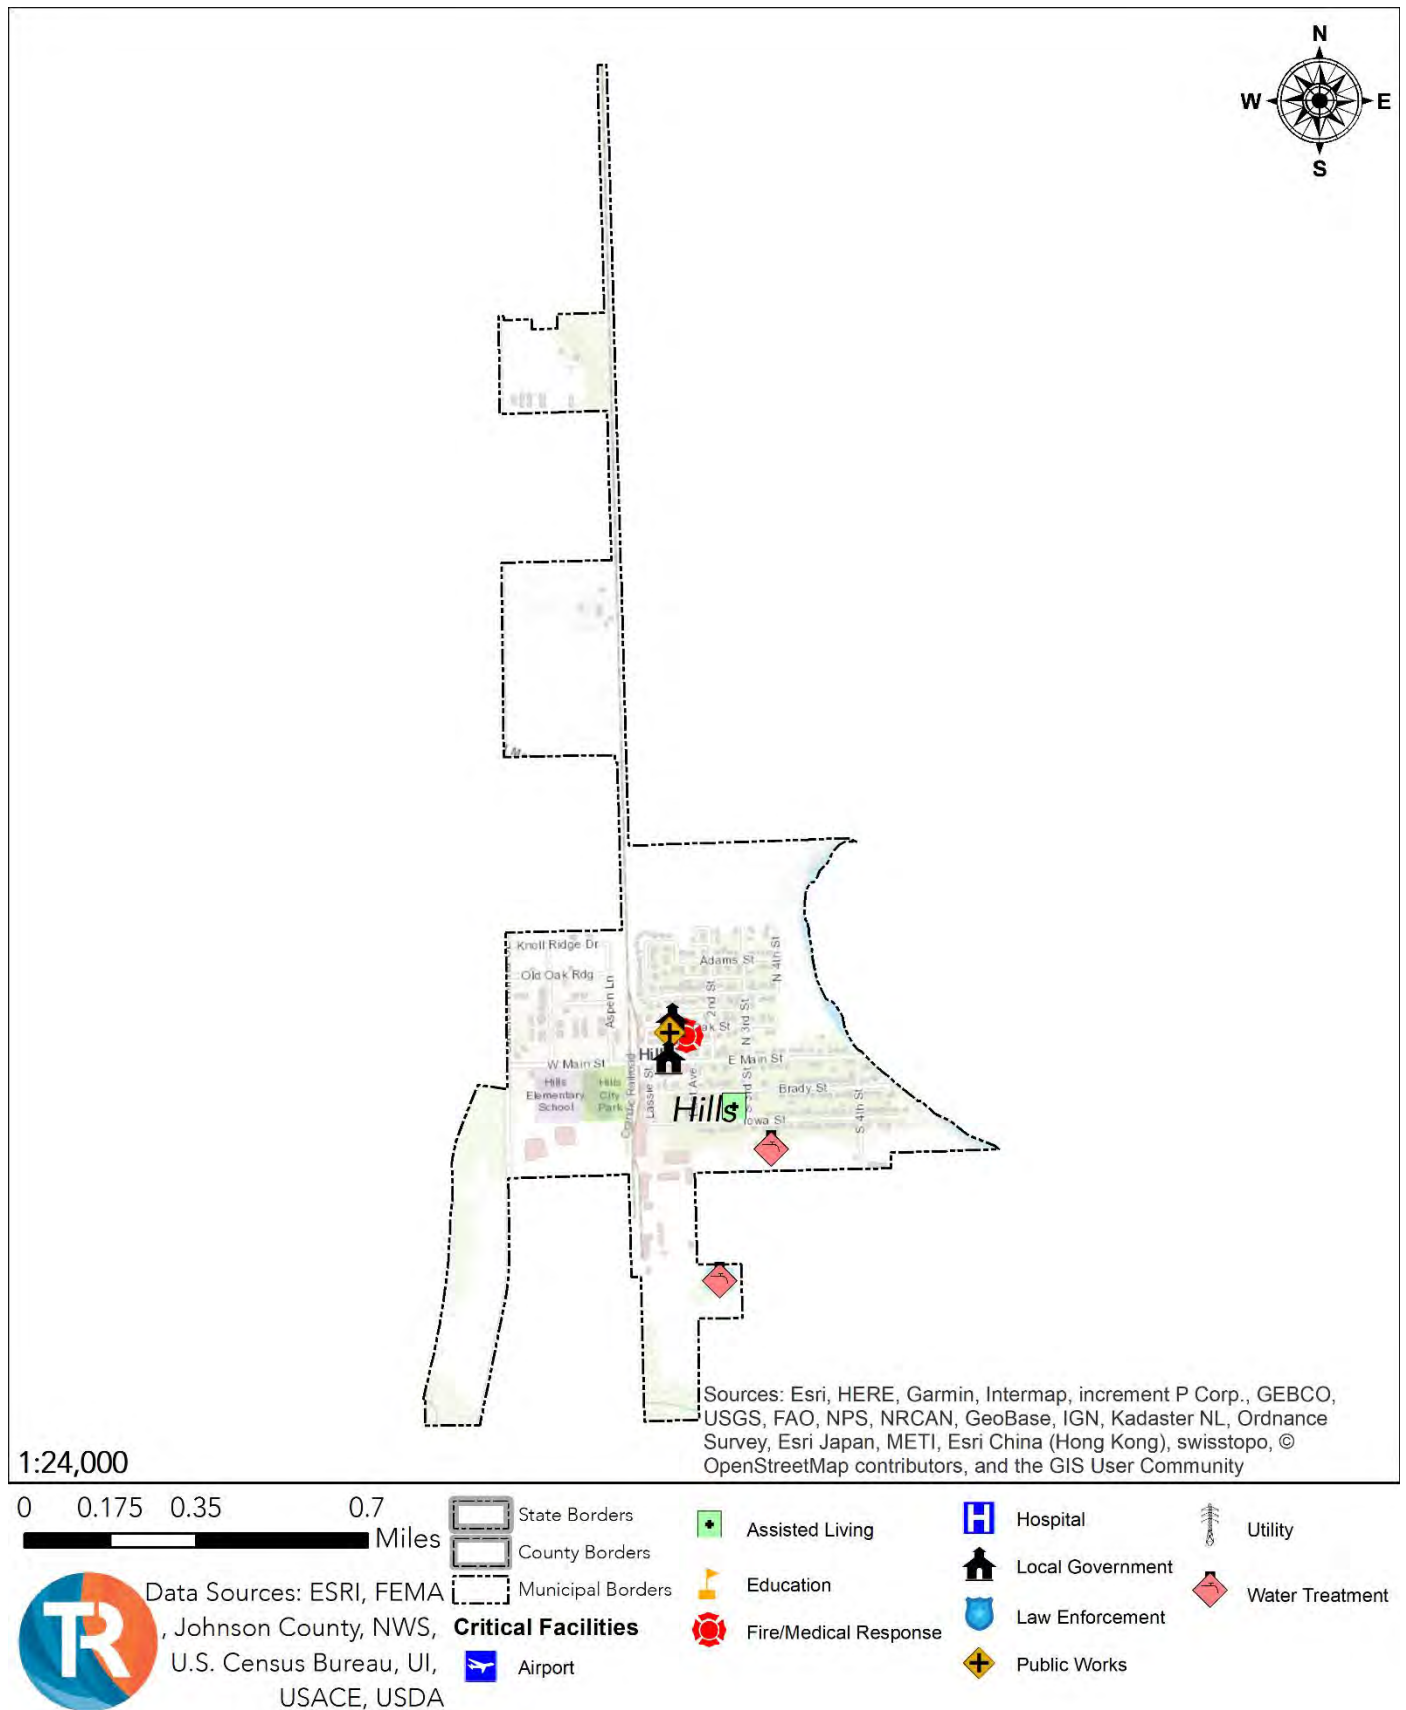 N
W E
S
Knoll Ridge Dr
Old Oak Rdg
Aspen Ln
Adams St
N 4th St
2nd St
N 3rd St
ak St
W Main St
E Main St
Hills
Elementary
School
Hills
City
Park
Lassie St
Brady St
Hills
Iowa St
S 4th St
Sources: Esri, HERE, Garmin, Intermap, increment P Corp., GEBCO,
USGS, FAO, NPS, NRCAN, GeoBase, IGN, Kadaster NL, Ordnance
Survey, Esri Japan, METI, Esri China (Hong Kong), swisstopo, ©
OpenStreetMap contributors, and the GIS User Community
1:24,000
0 0.175 0.35 0.7
Miles
Data Sources: ESRI, FEMA
, Johnson County, NWS,
U.S. Census Bureau, UI,
USACE, USDA
TR
State Borders
County Borders
Municipal Borders
Critical Facilities
Airport
Assisted Living
Education
Fire/Medical Response
H Hospital
Local Government
Law Enforcement
Public Works
Utility
Water Treatment